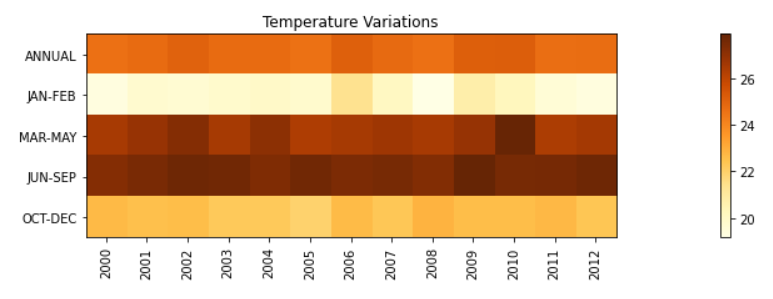 Temperature Variations
ANNUAL
JAN-FEB
MAR-MAY
JUN-SEP
OCT-DEC
2000 2001 2002 2003 2004 2005 2006 2007 2008 2009 2010 2011 2012
26
24
22
20